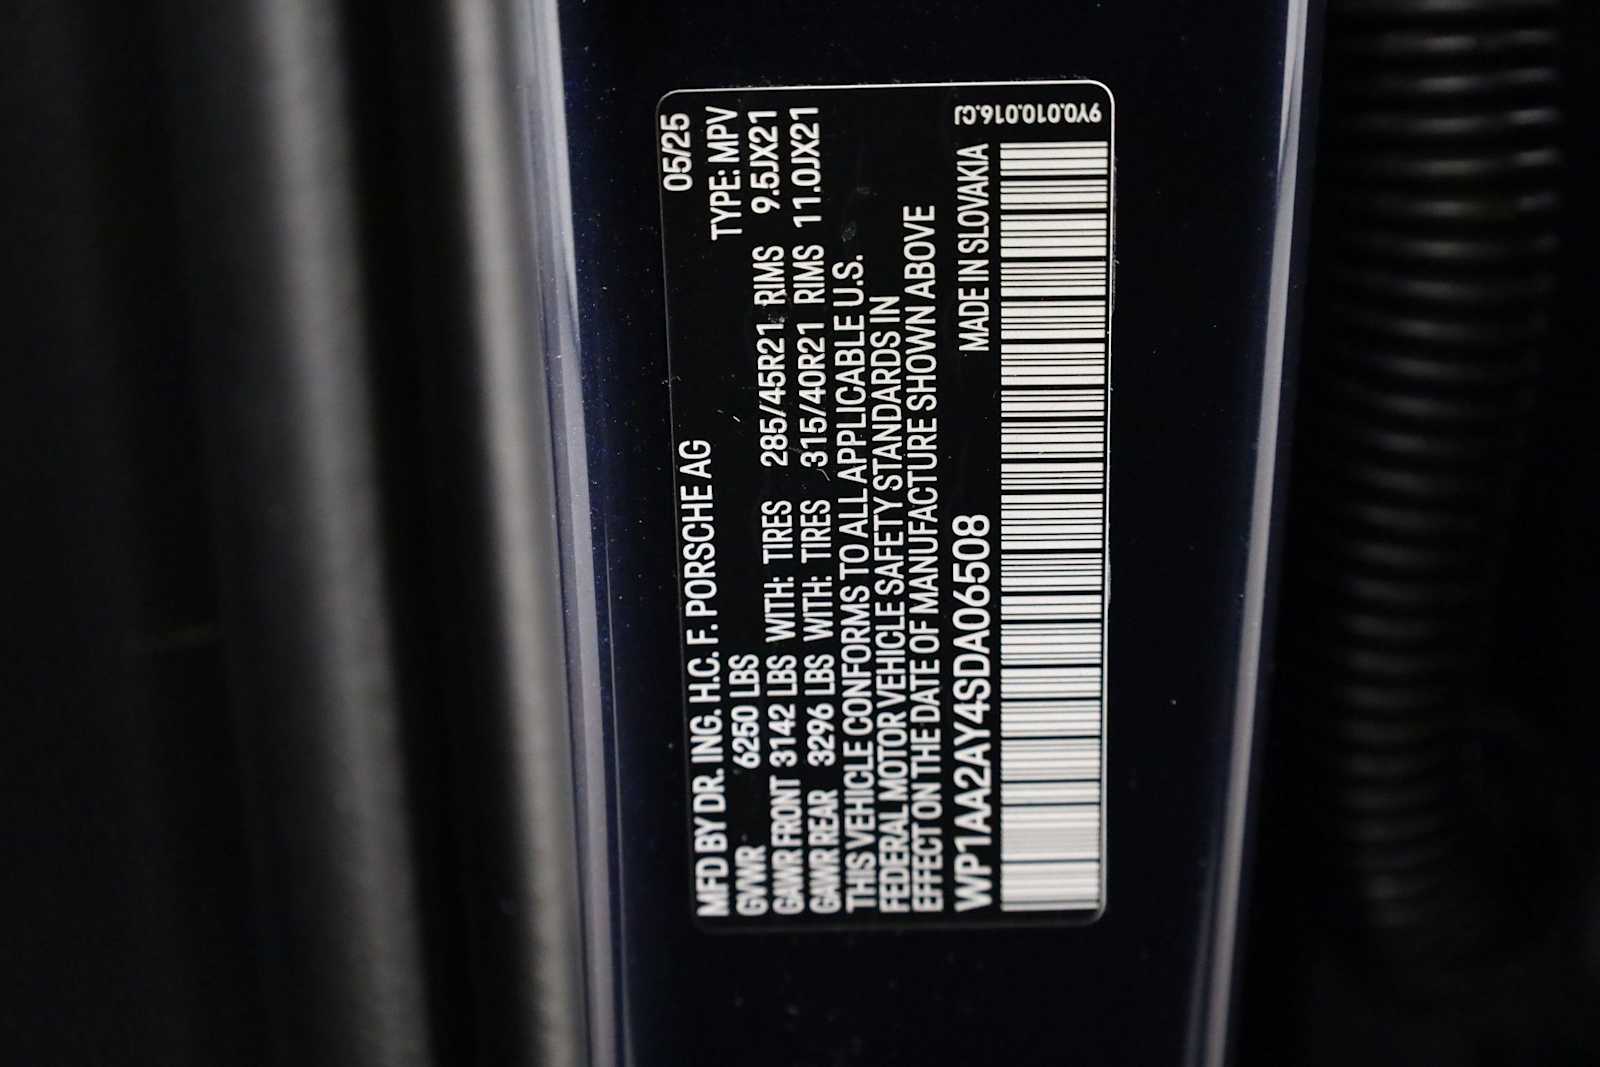 MFD BY DR. ING. H.C. F. PORSCHE AG 05/25
GVWR 6250 LBS TYPE: MPV
GAWR FRONT 3142 LBS WITH: TIRES 285/45R21 RIMS 9.5JX21
GAWR REAR 3296 LBS WITH: TIRES 315/40R21 RIMS 11.0JX21
THIS VEHICLE CONFORMS TO ALL APPLICABLE U.S.
FEDERAL MOTOR VEHICLE SAFETY STANDARDS IN
EFFECT ON THE DATE OF MANUFACTURE SHOWN ABOVE
WP1AA2AY4SDA06508 MADE IN SLOVAKIA
9Y0.010.016.CJ